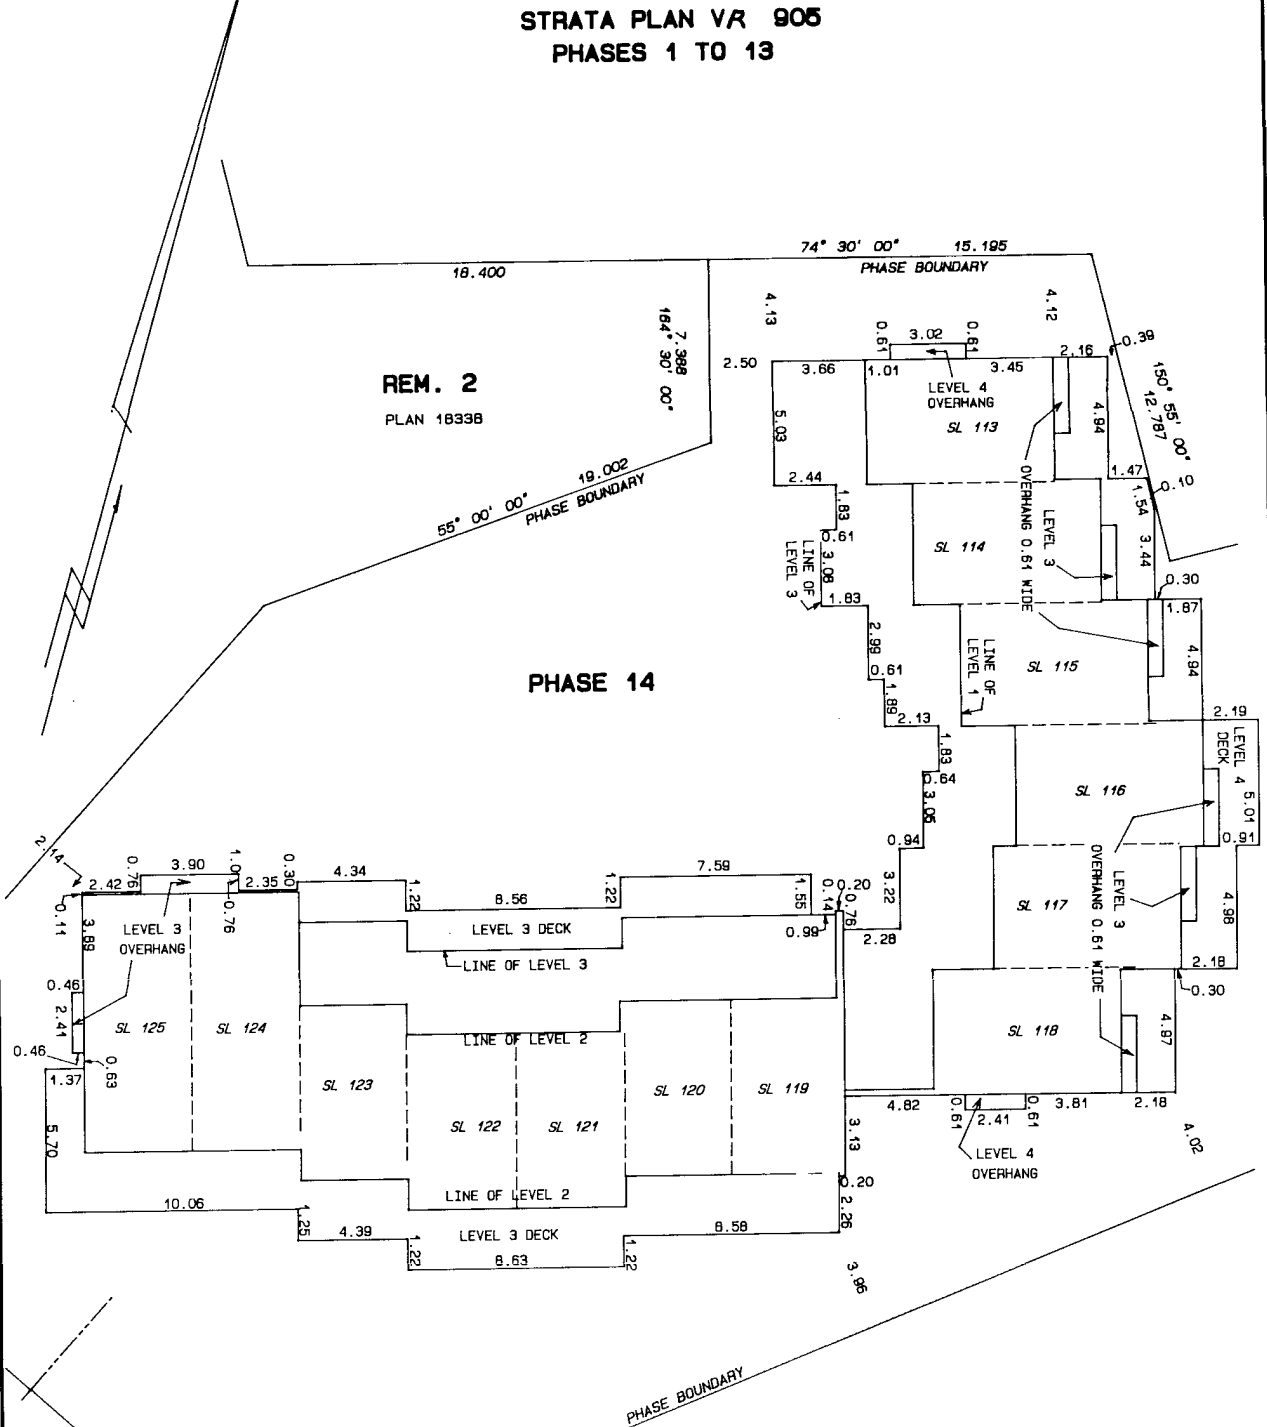 STRATA PLAN VR 905
PHASES 1 TO 13
74° 30' 00" 15.195
PHASE BOUNDARY
18.400
4.13
4.12
7.388
164° 30' 00"
0.61
3.02
0.61
2.16
0.39
2.50
3.66
1.01
3.45
150° 55' 00"
12.787
REM. 2
PLAN 18338
LEVEL 4
OVERHANG
SL 113
5.03
4.94
19.002
55° 00' 00"
PHASE BOUNDARY
2.44
1.47
0.10
1.83
1.54
0.61
LINE OF
LEVEL 3
3.08
SL 114
OVERHANG 0.61 WIDE
LEVEL 3
3.44
0.30
1.83
1.87
2.99
LINE OF
LEVEL 1
SL 115
4.94
PHASE 14
0.61
1.89
2.13
2.19
1.83
LEVEL 4
DECK
0.64
SL 116
5.01
3.05
0.94
0.91
2.14
0.76
3.90
1.0
2.35
0.30
4.34
7.59
2.42
OVERHANG 0.61 WIDE
LEVEL 3
3.22
SL 117
4.98
0.11
3.89
0.76
1.22
8.56
1.22
1.55
0.14
0.20
0.76
0.99
2.28
LEVEL 3
OVERHANG
LEVEL 3 DECK
LINE OF LEVEL 3
2.18
0.30
0.46
2.41
SL 125
SL 124
SL 118
4.97
LINE OF LEVEL 2
0.46
0.63
1.37
SL 123
SL 120
SL 119
4.82
0.61
2.41
0.61
3.81
2.18
SL 122
SL 121
3.13
5.70
4.02
LEVEL 4
OVERHANG
0.20
LINE OF LEVEL 2
10.06
1.25
4.39
LEVEL 3 DECK
8.58
2.26
1.22
8.63
1.22
3.96
PHASE BOUNDARY